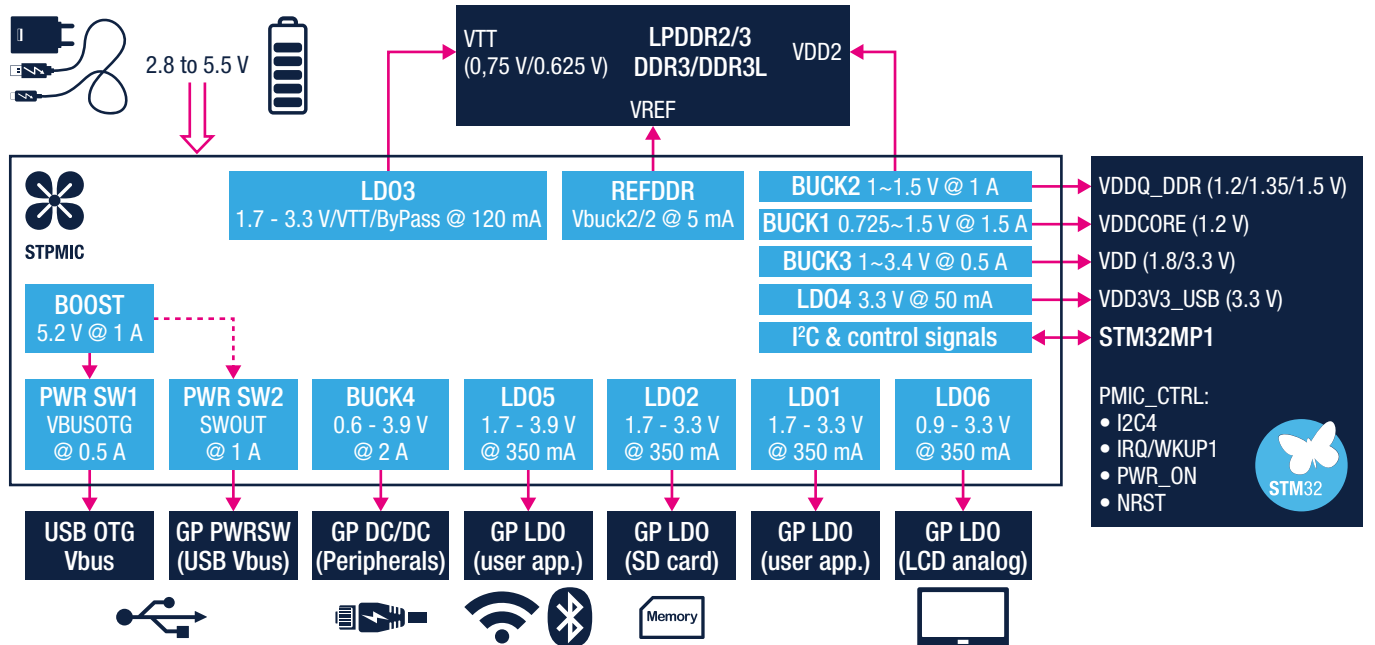 2.8 to 5.5 V
VTT
(0,75 V/0.625 V)
LPDDR2/3
DDR3/DDR3L
VDD2
VREF
STPMIC
LDO3
1.7 - 3.3 V/VTT/ByPass @ 120 mA
REFDDR
Vbuck2/2 @ 5 mA
BUCK2 1~1.5 V @ 1 A
BUCK1 0.725~1.5 V @ 1.5 A
BUCK3 1~3.4 V @ 0.5 A
LDO4 3.3 V @ 50 mA
I²C & control signals
VDDQ_DDR (1.2/1.35/1.5 V)
VDDCORE (1.2 V)
VDD (1.8/3.3 V)
VDD3V3_USB (3.3 V)
STM32MP1
PMIC_CTRL:
• I2C4
• IRQ/WKUP1
• PWR_ON
• NRST
STM32
BOOST
5.2 V @ 1 A
PWR SW1
VBUSOTG
@ 0.5 A
PWR SW2
SWOUT
@ 1 A
BUCK4
0.6 - 3.9 V
@ 2 A
LDO5
1.7 - 3.9 V
@ 350 mA
LDO2
1.7 - 3.3 V
@ 350 mA
LDO1
1.7 - 3.3 V
@ 350 mA
LDO6
0.9 - 3.3 V
@ 350 mA
USB OTG
Vbus
GP PWRSW
(USB Vbus)
GP DC/DC
(Peripherals)
GP LDO
(user app.)
GP LDO
(SD card)
GP LDO
(user app.)
GP LDO
(LCD analog)
Memory